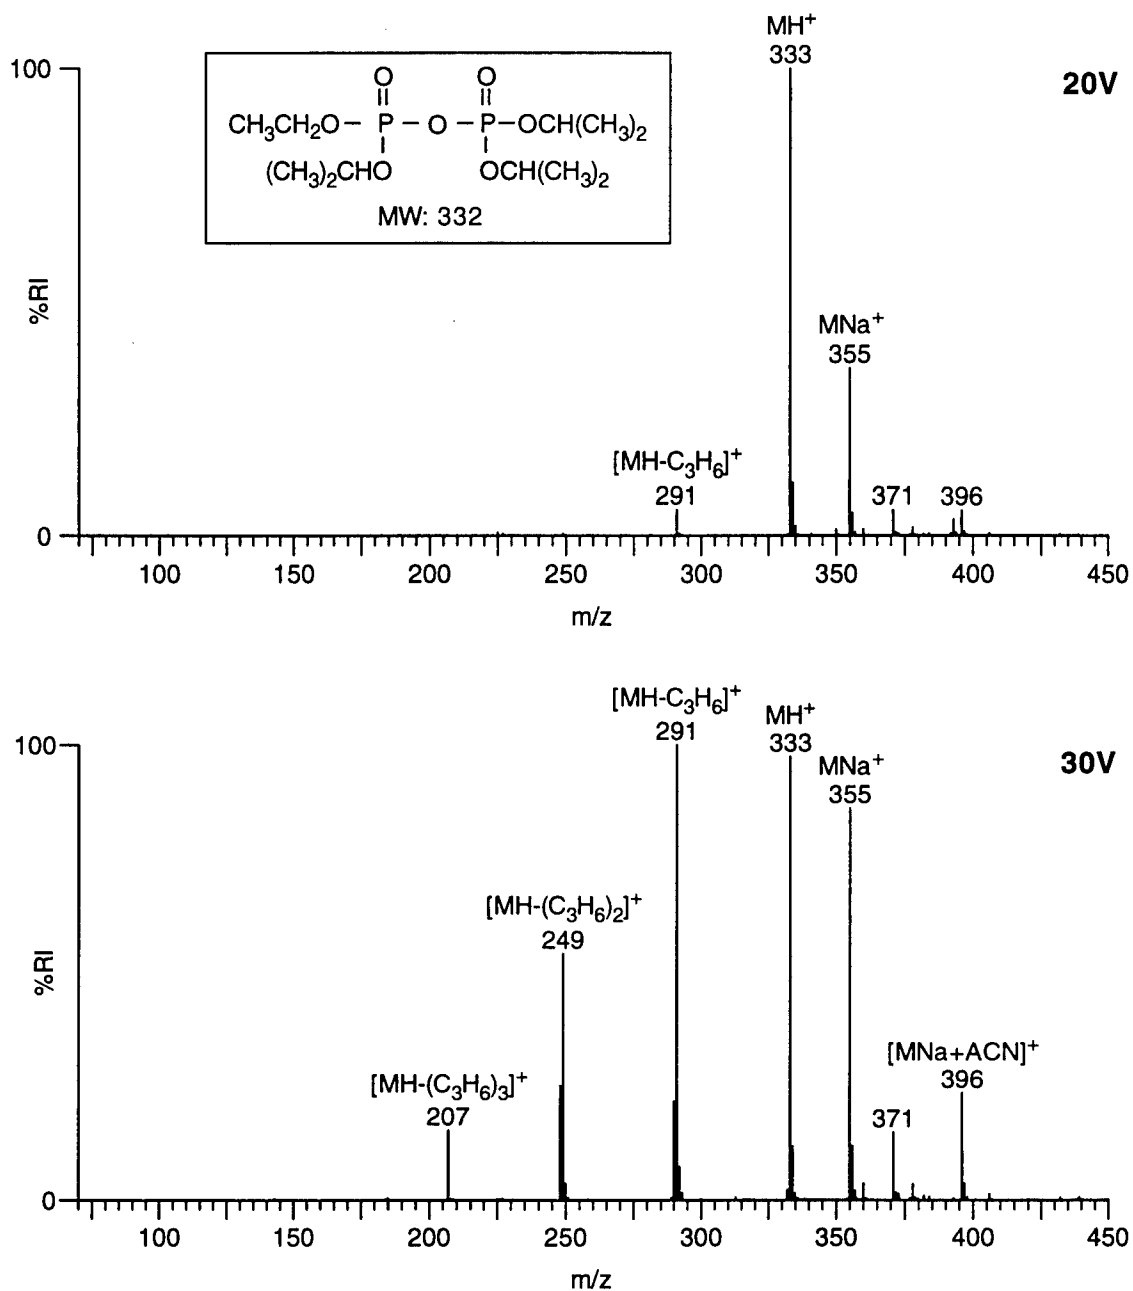 MH⁺
333
100
20V
O O
CH₃CH₂O – P – O – P – OCH(CH₃)₂
(CH₃)₂CHO OCH(CH₃)₂
MW: 332
%RI
MNa⁺
355
[MH-C₃H₆]⁺
291
371
396
0
100 150 200 250 300 350 400 450
m/z
[MH-C₃H₆]⁺
291
MH⁺
333
100
30V
MNa⁺
355
[MH-(C₃H₆)₂]⁺
249
%RI
[MNa+ACN]⁺
396
[MH-(C₃H₆)₃]⁺
207
371
0
100 150 200 250 300 350 400 450
m/z